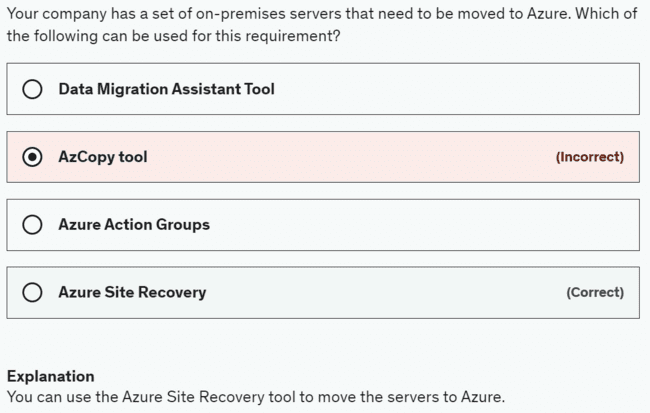 Your company has a set of on-premises servers that need to be moved to Azure. Which of
the following can be used for this requirement?
Data Migration Assistant Tool
AzCopy tool (Incorrect)
Azure Action Groups
Azure Site Recovery (Correct)
Explanation
You can use the Azure Site Recovery tool to move the servers to Azure.